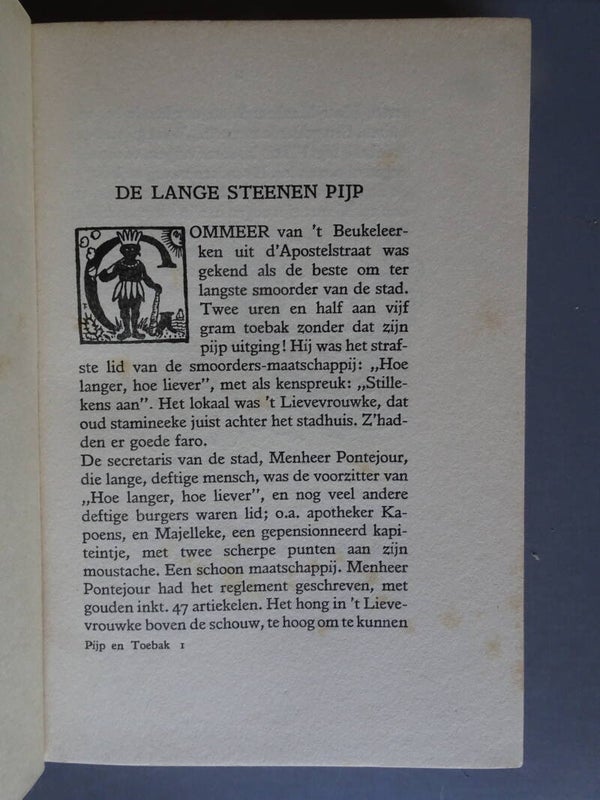 DE LANGE STEENEN PIJP
COMMEER van 't Beukeleer-
ken uit d'Apostelstraat was
gekend als de beste om ter
langste smoorder van de stad.
Twee uren en half aan vijf
gram toebak zonder dat zijn
pijp uitging! Hij was het straf-
ste lid van de smoorders-maatschappij: „Hoe
langer, hoe liever”, met als kenspreuk: „Stille-
kens aan”. Het lokaal was 't Lievevrouwke, dat
oud stamineeke juist achter het stadhuis. Z'had-
den er goede faro.
De secretaris van de stad, Menheer Pontejour,
die lange, deftige mensch, was de voorzitter van
„Hoe langer, hoe liever”, en nog veel andere
deftige burgers waren lid; o.a. apotheker Ka-
poens, en Majelleke, een gepensionneerd kapi-
teintje, met twee scherpe punten aan zijn
moustache. Een schoon maatschappij. Menheer
Pontejour had het reglement geschreven, met
gouden inkt. 47 artiekelen. Het hong in 't Lieve-
vrouwke boven de schouw, te hoog om te kunnen
Pijp en Toebak 1